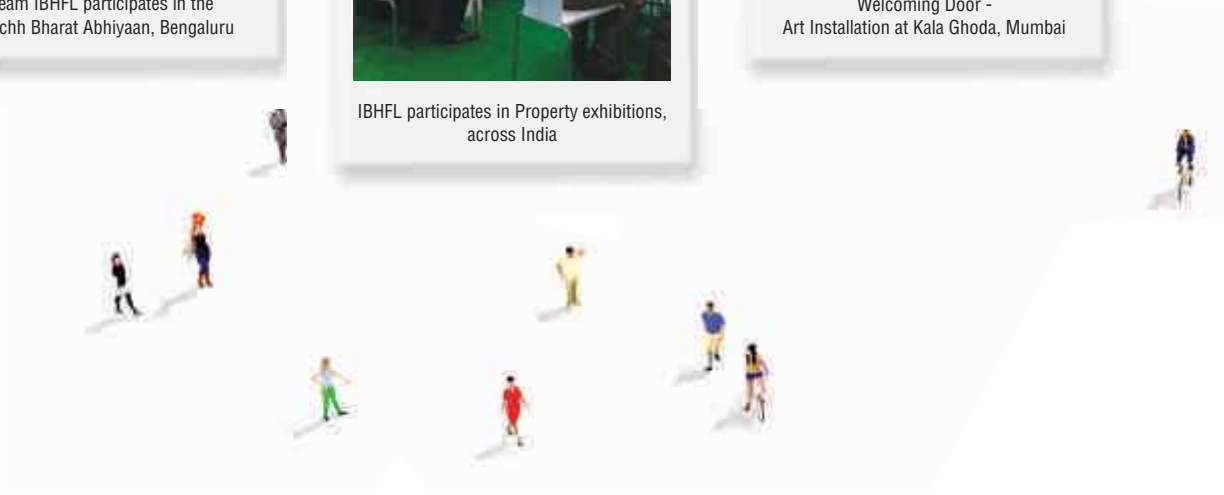 IBHFL participates in the
chh Bharat Abhiyaan, Bengaluru
IBHFL participates in Property exhibitions,
across India
Welcoming Door -
Art Installation at Kala Ghoda, Mumbai